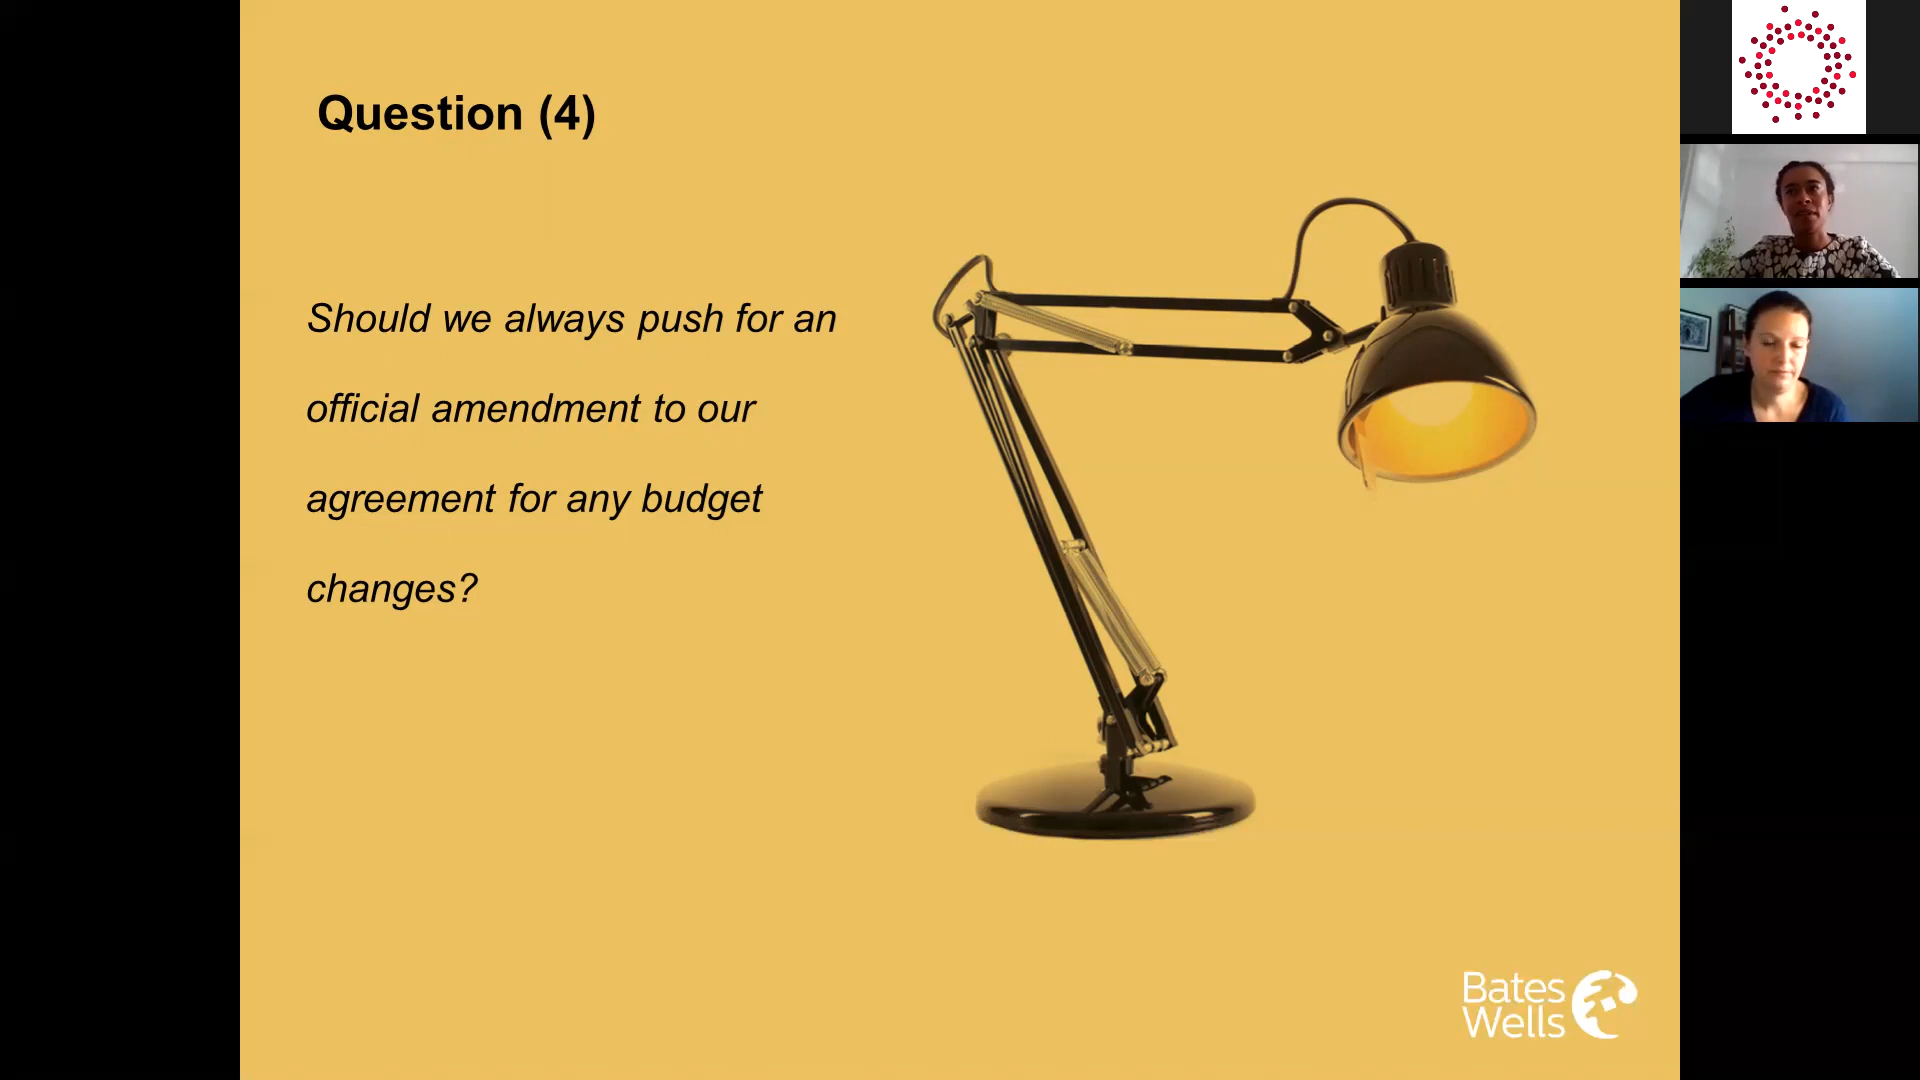 Question (4)
Should we always push for an
official amendment to our
agreement for any budget
changes?
Bates
Wells